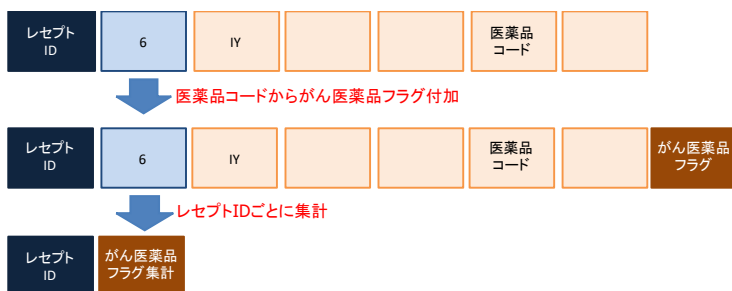 レセプト
ID
6
IY
医薬品
コード
医薬品コードからがん医薬品フラグ付加
レセプト
ID
6
IY
医薬品
コード
がん医薬品
フラグ
レセプトIDごとに集計
レセプト
ID
がん医薬品
フラグ集計